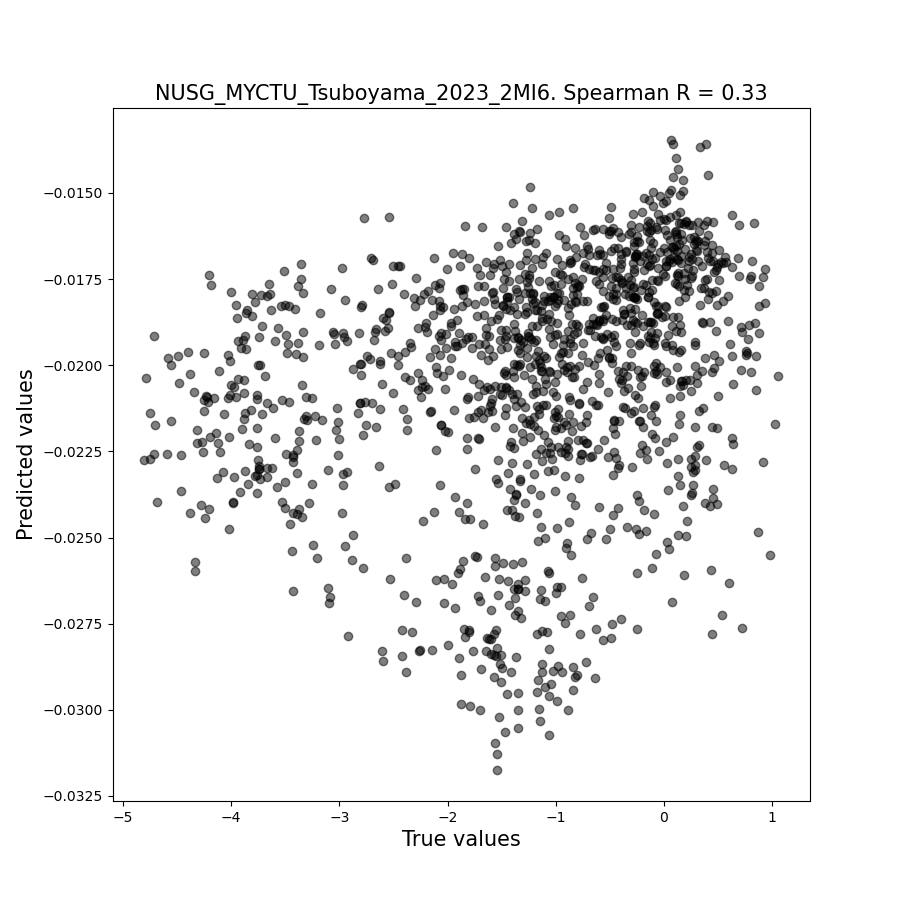 NUSG_MYCTU_Tsuboyama_2023_2MI6. Spearman R = 0.33
Predicted values
−0.0150
−0.0175
−0.0200
−0.0225
−0.0250
−0.0275
−0.0300
−0.0325
−5 −4 −3 −2 −1 0 1
True values